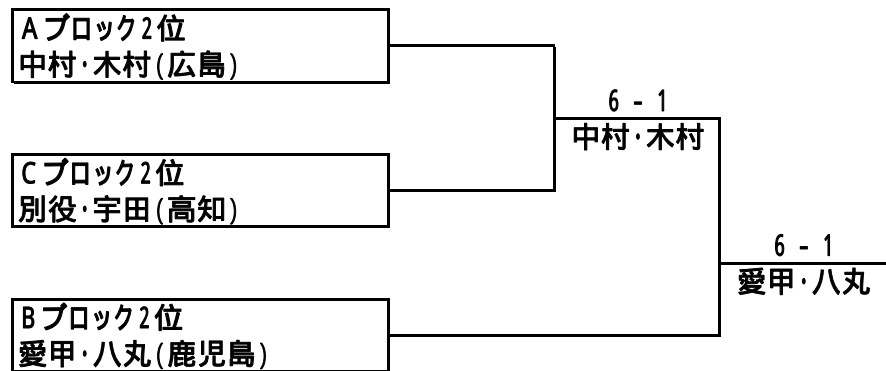 Aブロック2位
中村･木村(広島)
6 - 1
中村･木村
Cブロック2位
別役･宇田(高知)
6 - 1
愛甲･八丸
Bブロック2位
愛甲･八丸(鹿児島)